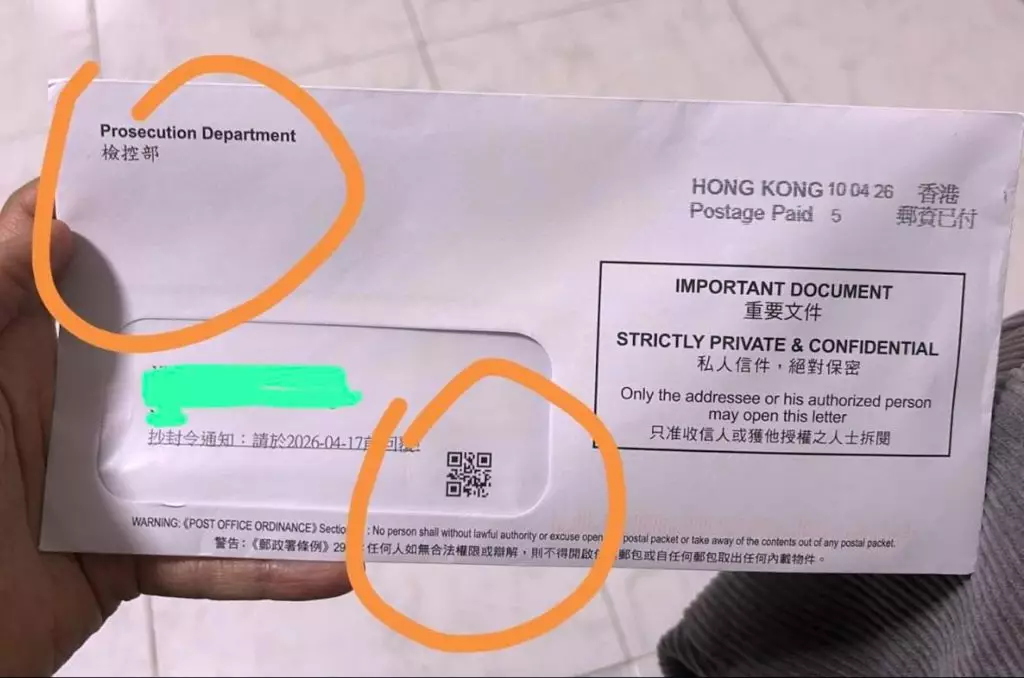 Prosecution Department
檢控部
HONG KONG 10 04 26 香港
Postage Paid 5 郵資已付
IMPORTANT DOCUMENT
重要文件
STRICTLY PRIVATE & CONFIDENTIAL
私人信件，絕對保密
Only the addressee or his authorized person
may open this letter
只准收信人或獲他授權之人士拆閱
抄封令通知：請於2026-04-17前回覆
WARNING: 《POST OFFICE ORDINANCE》 Section : No person shall without lawful authority or excuse open postal packet or take away of the contents out of any postal packet.
警告：《郵政署條例》29 : 任何人如無合法權限或辯解，則不得開啟任 郵包或自任何郵包取出任何內載物件。